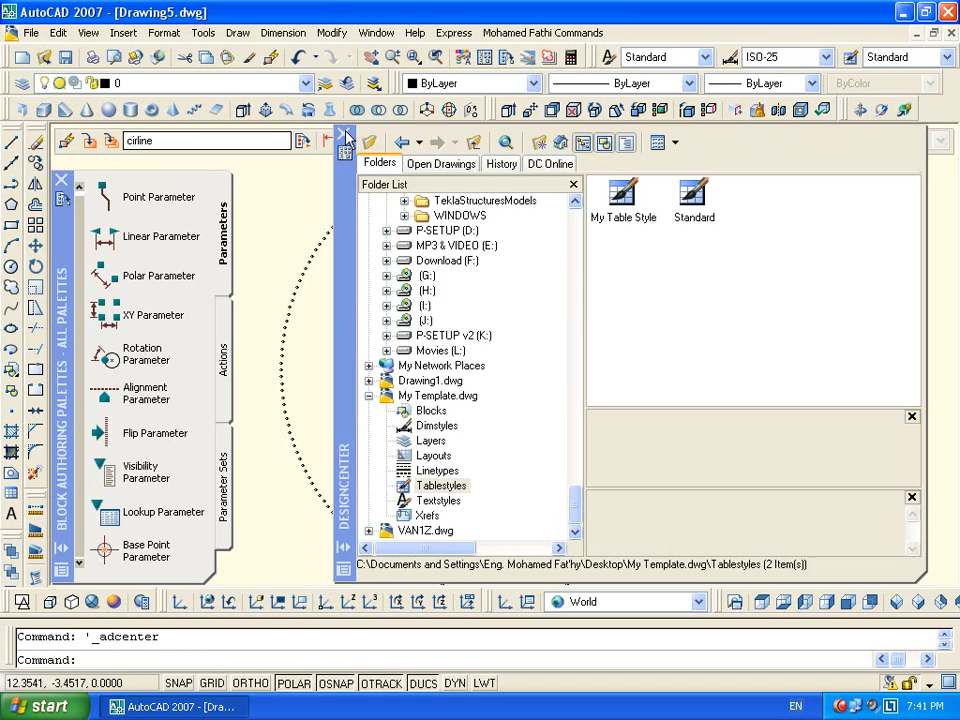 AutoCAD 2007 - [Drawing5.dwg]
File Edit View Insert Format Tools Draw Dimension Modify Window Help Express Mohamed Fathi Commands
Standard ISO-25 Standard
0 ByLayer ByLayer ByLayer ByColor
cirline
Folders Open Drawings History DC Online
Folder List
TeklaStructuresModels
WINDOWS
P-SETUP (D:)
MP3 & VIDEO (E:)
Download (F:)
(G:)
(H:)
(I:)
(J:)
P-SETUP v2 (K:)
Movies (L:)
My Network Places
Drawing1.dwg
My Template.dwg
Blocks
Dimstyles
Layers
Layouts
Linetypes
Tablestyles
Textstyles
Xrefs
VAN1Z.dwg
My Table Style Standard
C:\Documents and Settings\Eng. Mohamed Fat'hy\Desktop\My Template.dwg\Tablestyles (2 Item(s))
DESIGNCENTER
BLOCK AUTHORING PALETTES - ALL PALETTES
Point Parameter
Linear Parameter
Polar Parameter
XY Parameter
Rotation
Parameter
Alignment
Parameter
Flip Parameter
Visibility
Parameter
Lookup Parameter
Base Point
Parameter
Parameters
Actions
Parameter Sets
World
Command: '_adcenter
Command:
12.3541, -3.4517, 0.0000 SNAP GRID ORTHO POLAR OSNAP OTRACK DUCS DYN LWT
start AutoCAD 2007 - [Dra... EN 7:41 PM